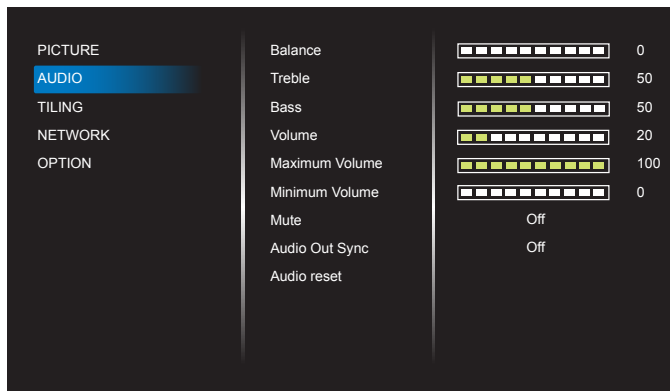 PICTURE
AUDIO
TILING
NETWORK
OPTION
Balance 0
Treble 50
Bass 50
Volume 20
Maximum Volume 100
Minimum Volume 0
Mute Off
Audio Out Sync Off
Audio reset